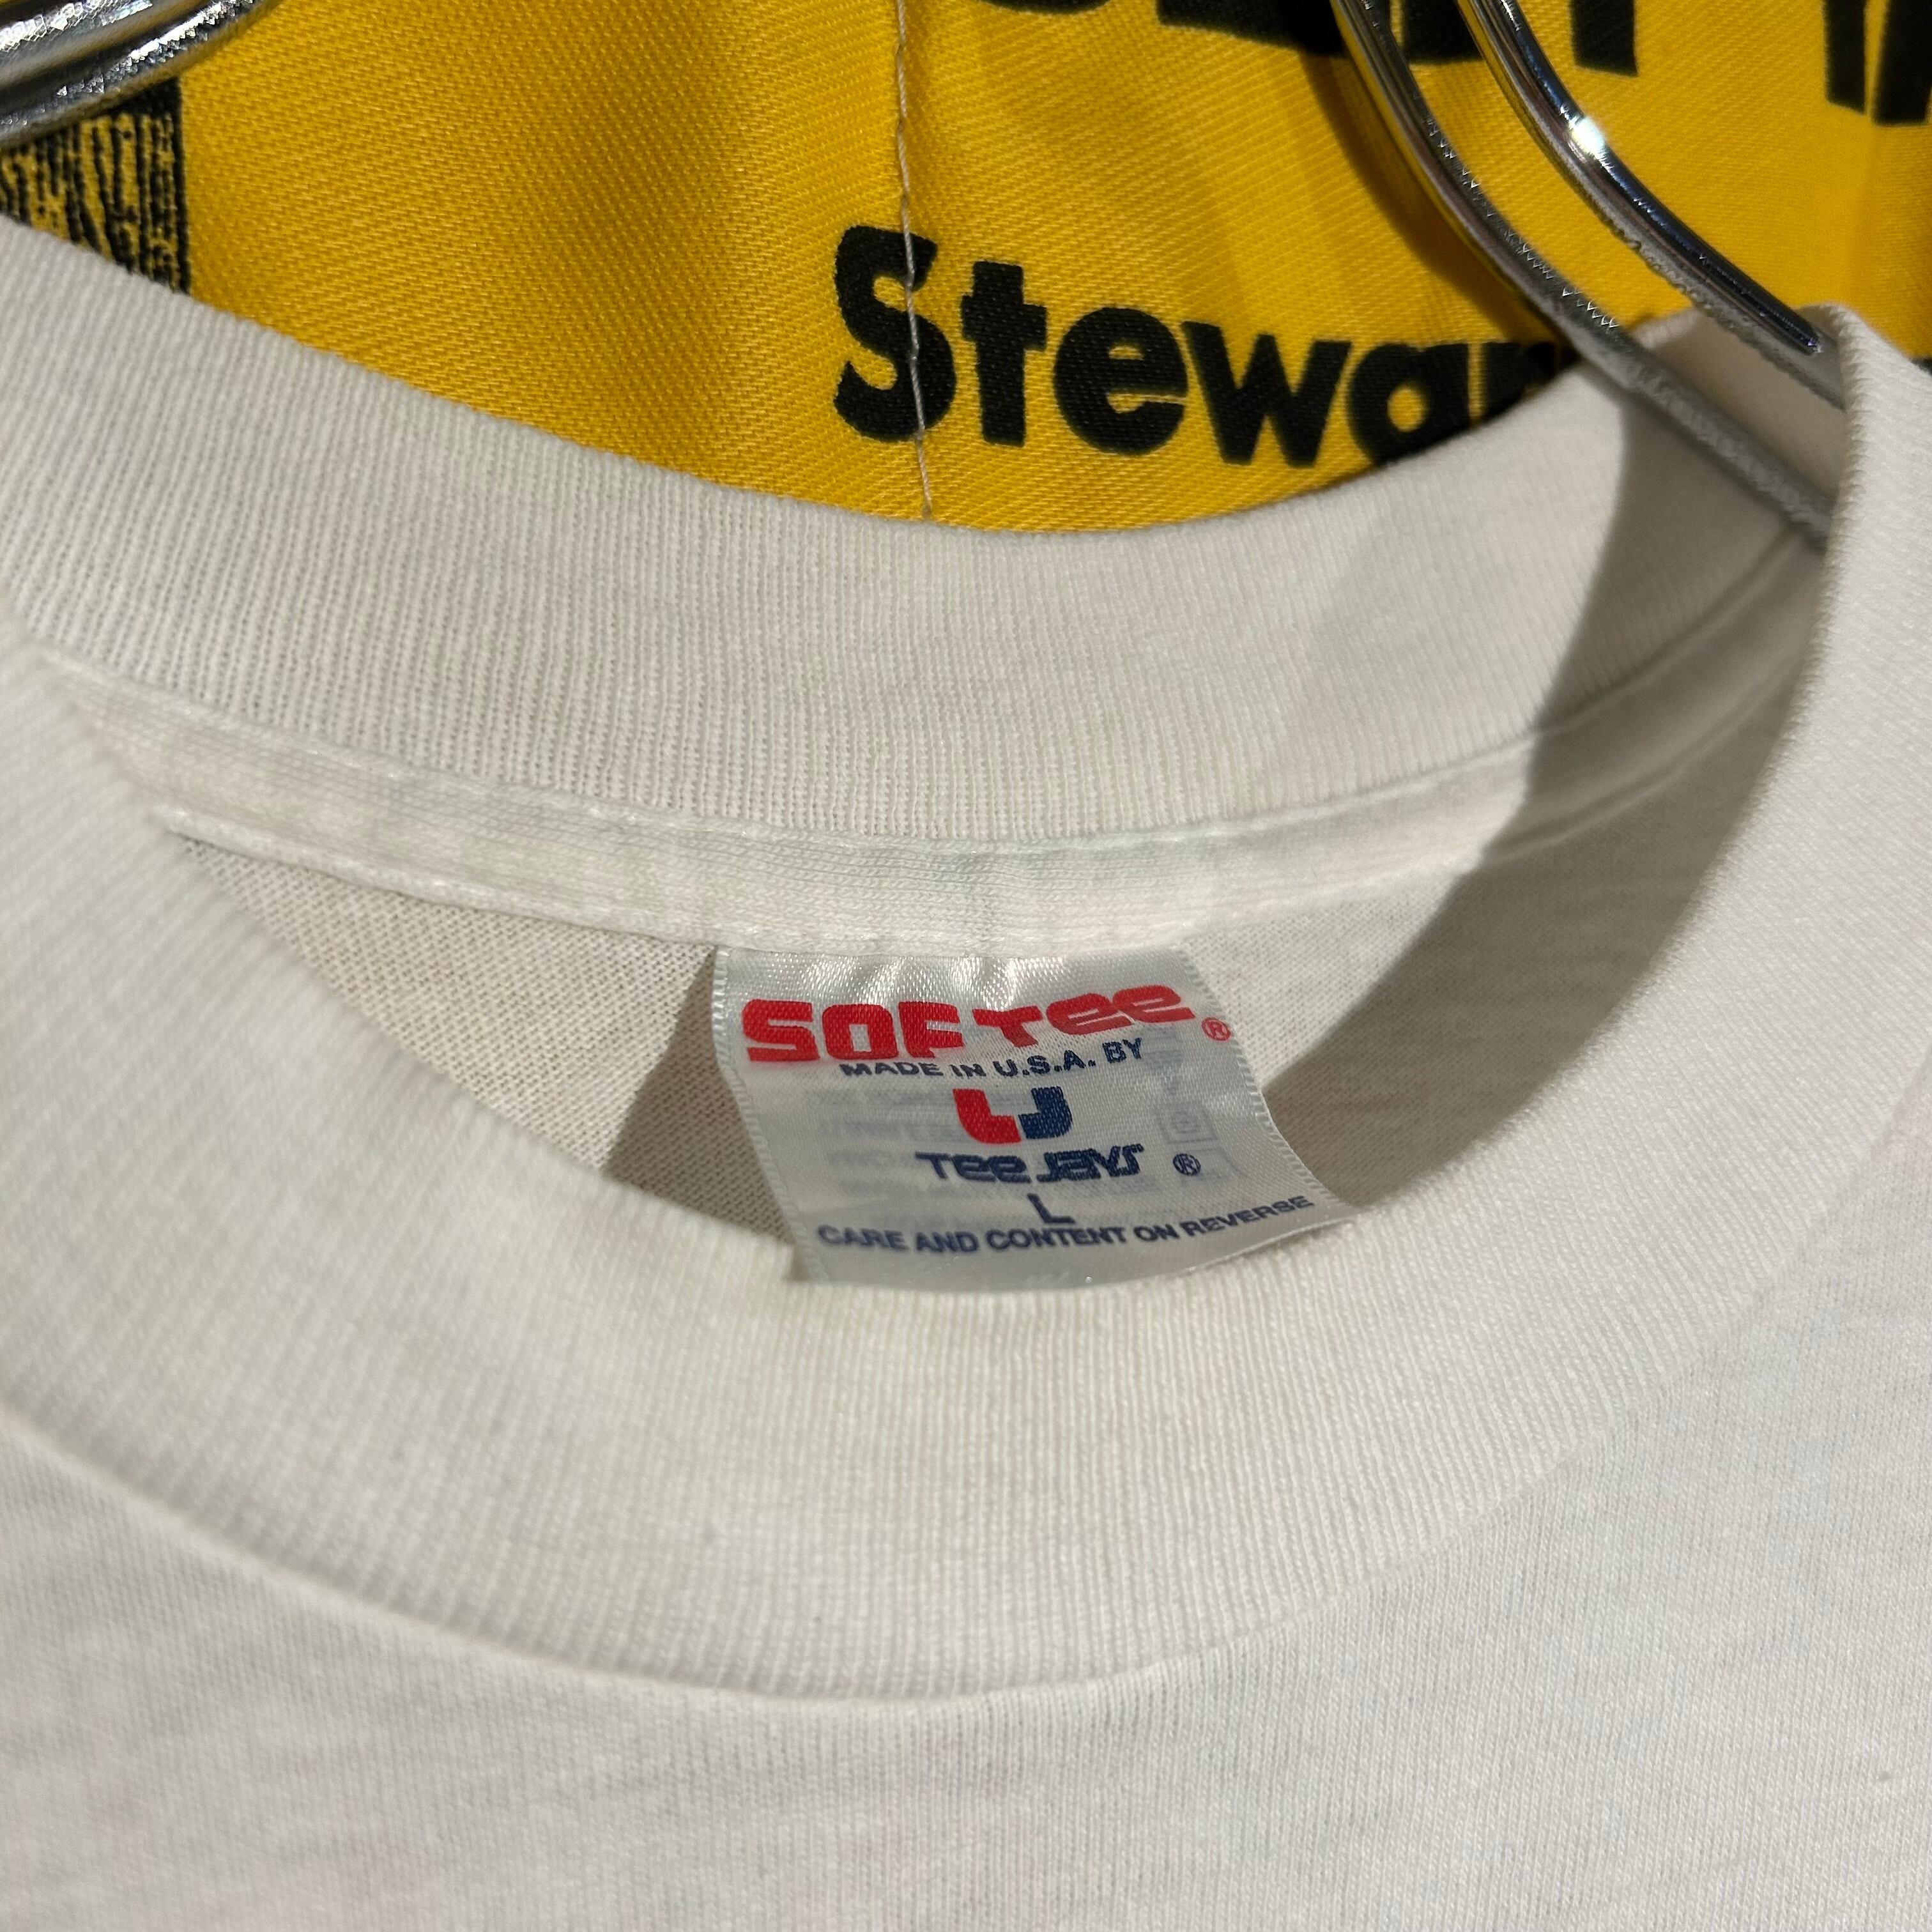 Stewar
SOFTEE ®
MADE IN U.S.A. BY
TEE JAYS ®
L
CARE AND CONTENT ON REVERSE